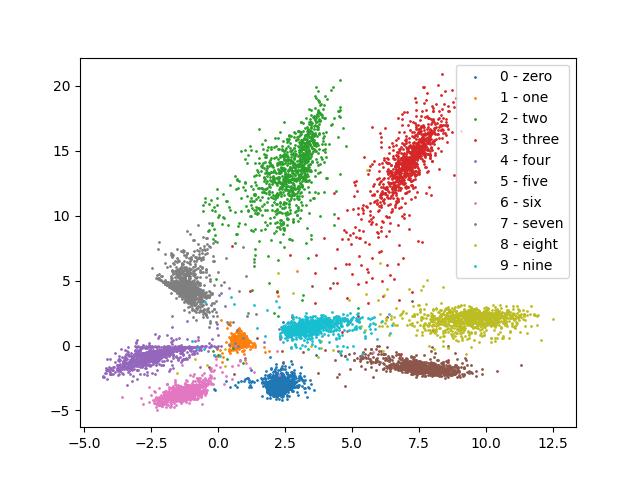 20
15
10
5
0
−5
−5.0 −2.5 0.0 2.5 5.0 7.5 10.0 12.5
0 - zero
1 - one
2 - two
3 - three
4 - four
5 - five
6 - six
7 - seven
8 - eight
9 - nine